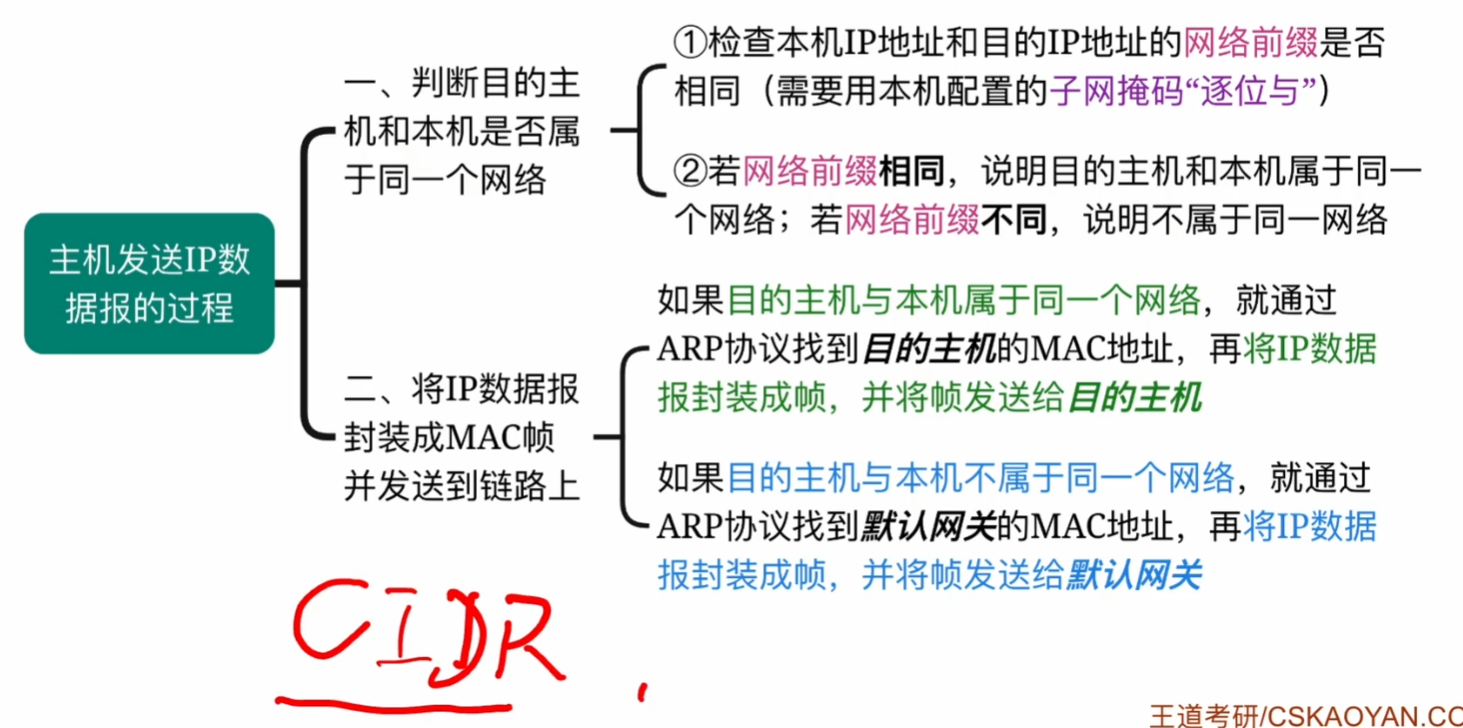 主机发送IP数
据报的过程
一、判断目的主
机和本机是否属
于同一个网络
①检查本机IP地址和目的IP地址的网络前缀是否
相同（需要用本机配置的子网掩码“逐位与”）
②若网络前缀相同，说明目的主机和本机属于同一
个网络；若网络前缀不同，说明不属于同一网络
二、将IP数据报
封装成MAC帧
并发送到链路上
如果目的主机与本机属于同一个网络，就通过
ARP协议找到目的主机的MAC地址，再将IP数据
报封装成帧，并将帧发送给目的主机
如果目的主机与本机不属于同一个网络，就通过
ARP协议找到默认网关的MAC地址，再将IP数据
报封装成帧，并将帧发送给默认网关
CIDR
王道考研/CSKAOYAN.CO